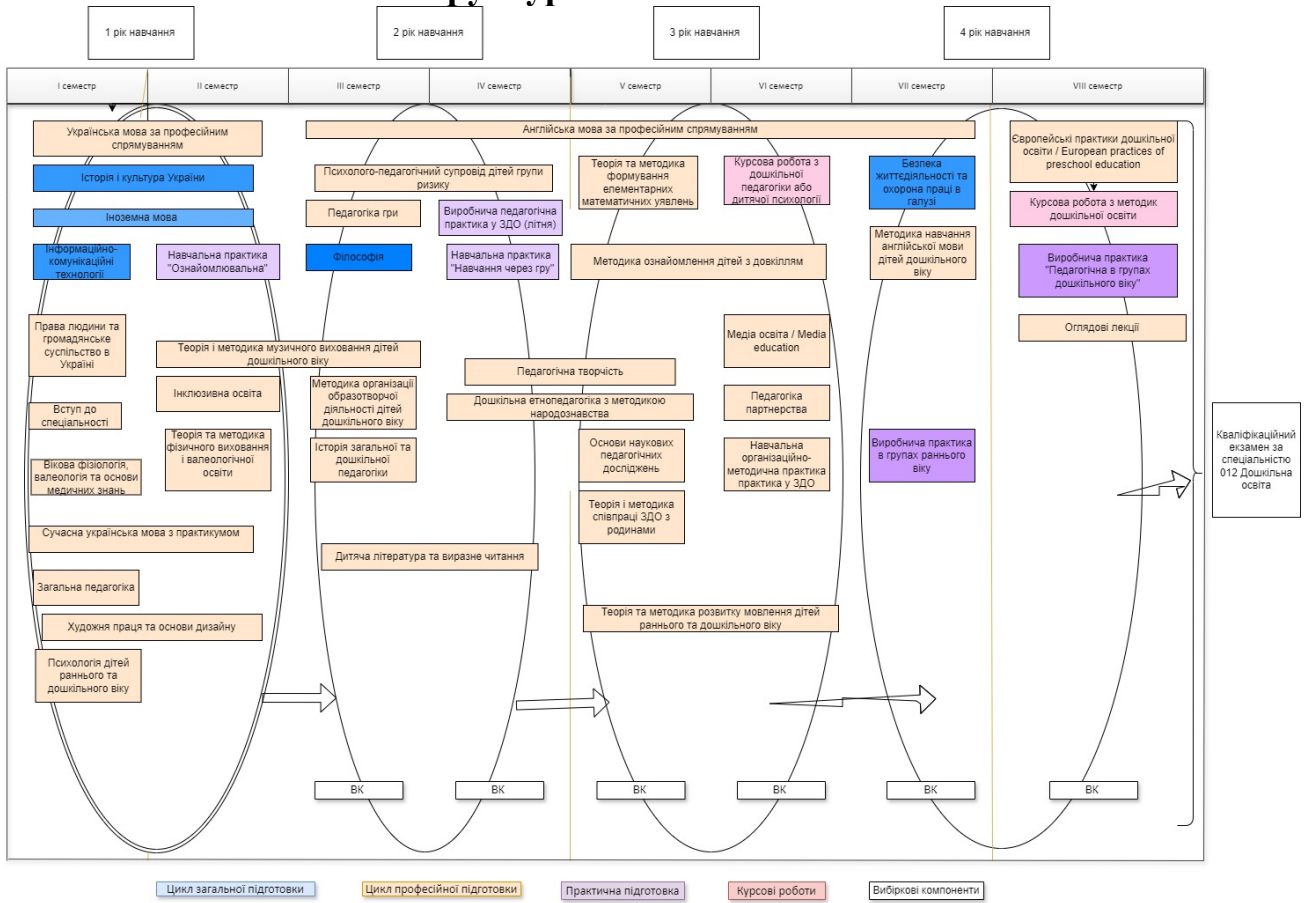 1 рік навчання
2 рік навчання
3 рік навчання
4 рік навчання
I семестр
II семестр
III семестр
IV семестр
V семестр
VI семестр
VII семестр
VIII семестр
Українська мова за професійним
спрямуванням
Англійська мова за професійним спрямуванням
Європейські практики дошкільної
освіти / European practices of
preschool education
Історія і культура України
Психолого-педагогічний супровід дітей групи
ризику
Теорія та методика
формування
елементарних
математичних уявлень
Курсова робота з
дошкільної
педагогіки або
дитячої психології
Безпека
життєдіяльності та
охорона праці в
галузі
Курсова робота з методик
дошкільної освіти
Іноземна мова
Педагогіка гри
Виробнича педагогічна
практика у ЗДО (літня)
Інформаційно-
комунікаційні
технології
Навчальна практика
"Ознайомлювальна"
Філософія
Навчальна практика
"Навчання через гру"
Методика ознайомлення дітей з довкіллям
Методика навчання
англійської мови
дітей дошкільного
віку
Виробнича практика
"Педагогічна в групах
дошкільного віку"
Права людини та
громадянське
суспільство в
Україні
Теорія і методика музичного виховання дітей
дошкільного віку
Медіа освіта / Media
education
Оглядові лекції
Педагогічна творчість
Інклюзивна освіта
Методика організації
образотворчої
діяльності дітей
дошкільного віку
Дошкільна етнопедагогіка з методикою
народознавства
Педагогіка
партнерства
Вступ до
спеціальності
Теорія та методика
фізичного виховання
і валеологічної
освіти
Історія загальної та
дошкільної
педагогіки
Основи наукових
педагогічних
досліджень
Навчальна
організаційно-
методична практика
практика у ЗДО
Виробнича практика
в групах раннього
віку
Кваліфікаційний
екзамен за
спеціальністю
012 Дошкільна
освіта
Вікова фізіологія,
валеологія та основи
медичних знань
Теорія і методика
співпраці ЗДО з
родинами
Сучасна українська мова з практикумом
Дитяча література та виразне читання
Загальна педагогіка
Художня праця та основи дизайну
Теорія та методика розвитку мовлення дітей
раннього та дошкільного віку
Психологія дітей
раннього та
дошкільного віку
ВК
ВК
ВК
ВК
ВК
ВК
Цикл загальної підготовки
Цикл професійної підготовки
Практична підготовка
Курсові роботи
Вибіркові компоненти